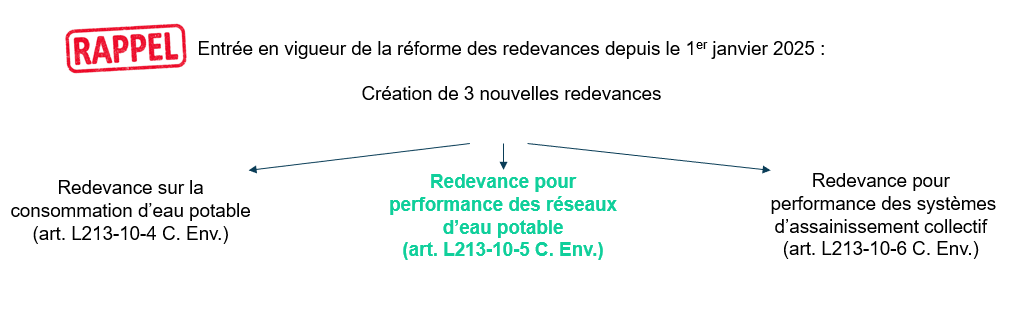 RAPPEL
Entrée en vigueur de la réforme des redevances depuis le 1er janvier 2025 :
Création de 3 nouvelles redevances
Redevance sur la
consommation d’eau potable
(art. L213-10-4 C. Env.)
Redevance pour
performance des réseaux
d’eau potable
(art. L213-10-5 C. Env.)
Redevance pour
performance des systèmes
d’assainissement collectif
(art. L213-10-6 C. Env.)